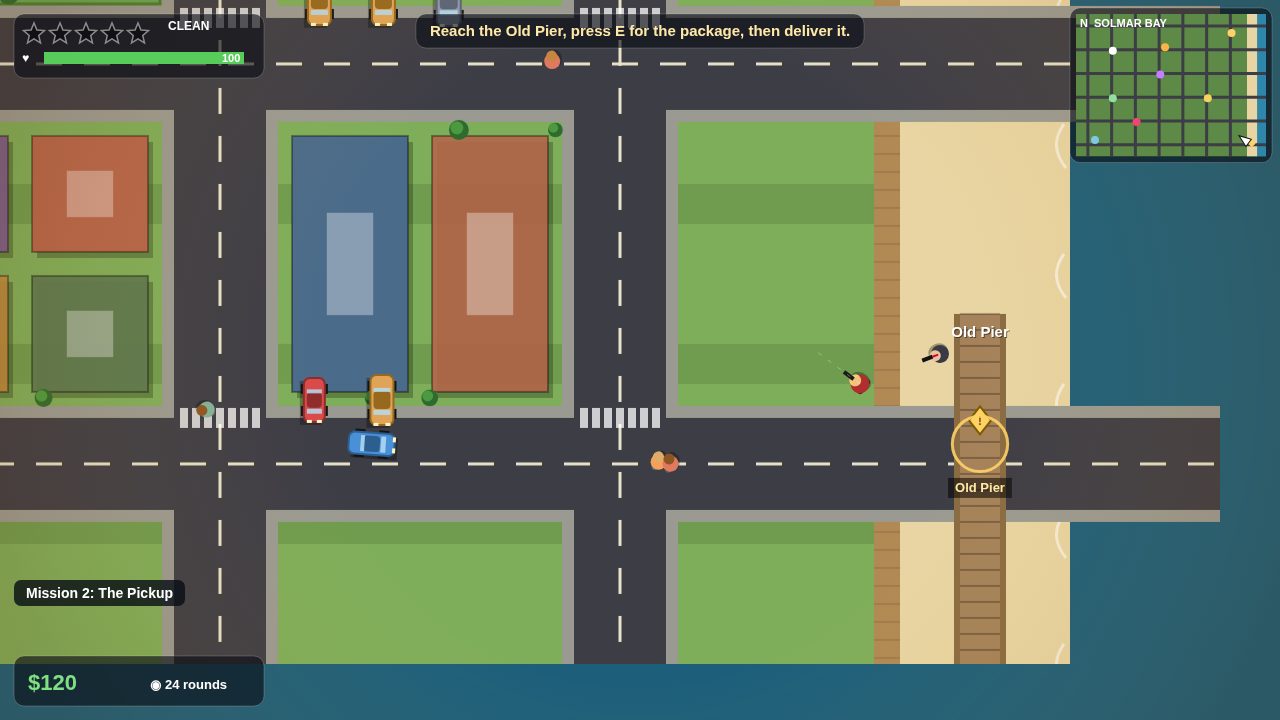 CLEAN
♥ 100
Reach the Old Pier, press E for the package, then deliver it.
N SOLMAR BAY
Old Pier
!
Old Pier
Mission 2: The Pickup
$120
◉ 24 rounds